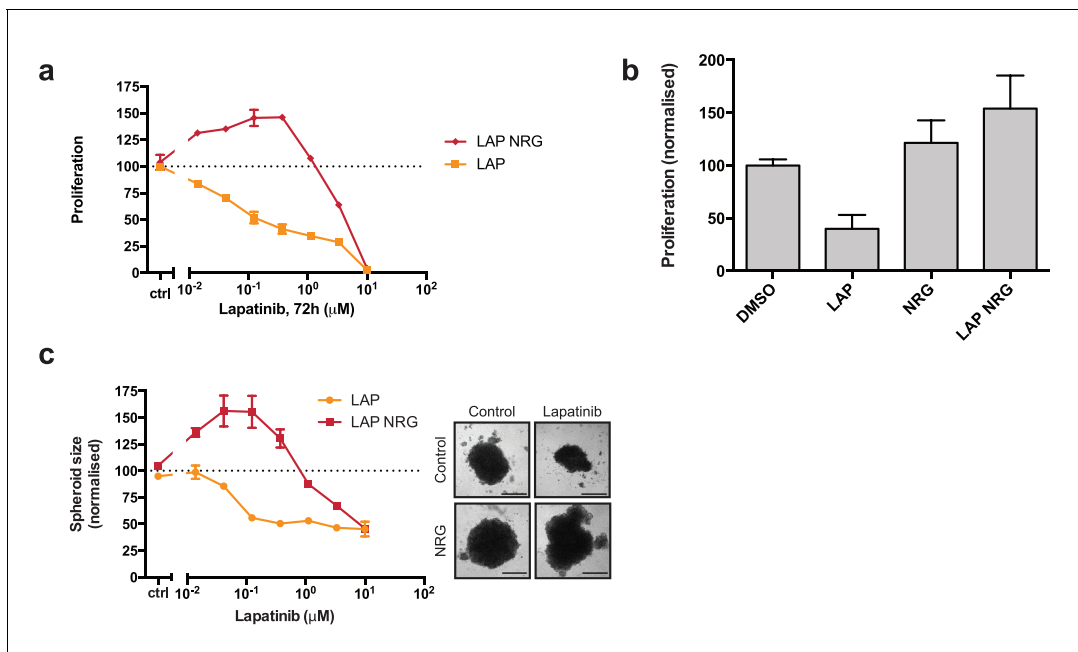 a
175
150
125
100
75
50
25
0
Proliferation
ctrl
10-2
10-1
100
101
102
Lapatinib, 72h (μM)
LAP NRG
LAP
b
200
150
100
50
0
Proliferation (normalised)
DMSO
LAP
NRG
LAP NRG
c
175
150
125
100
75
50
25
0
Spheroid size
(normalised)
ctrl
10-2
10-1
100
101
102
Lapatinib (μM)
LAP
LAP NRG
Control
Lapatinib
Control
NRG